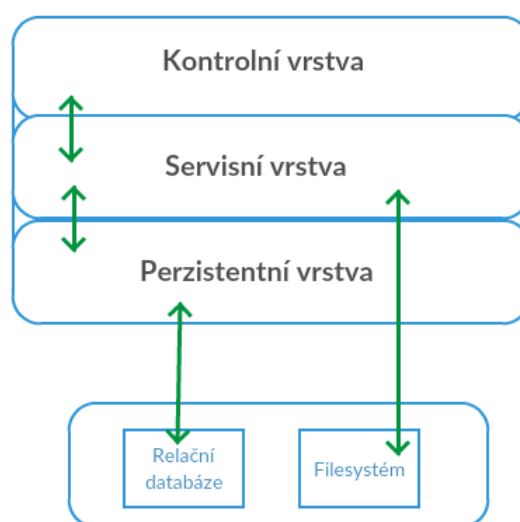 Kontrolní vrstva
Servisní vrstva
Perzistentní vrstva
Relační
databáze
Filesystém